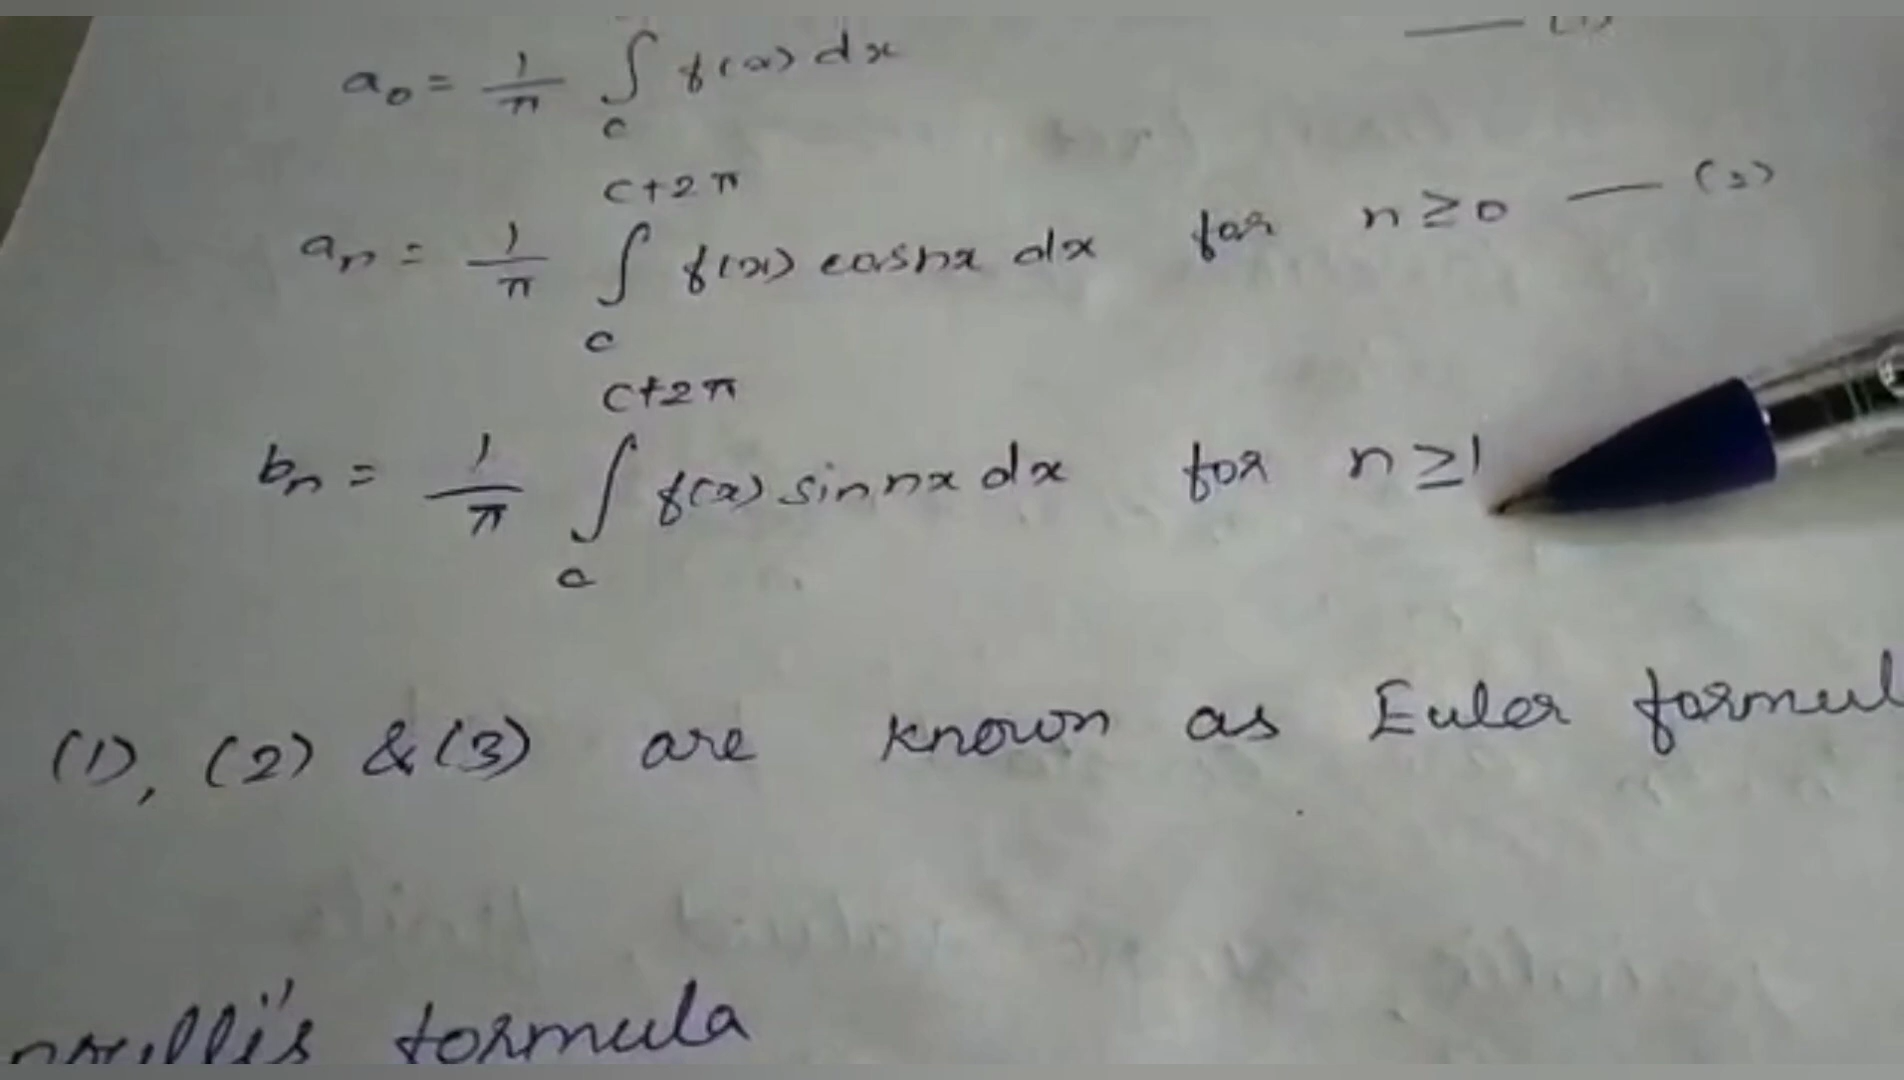 a₀ = 1/π ∫ f(x) dx — (1)
c
c+2π
aₙ = 1/π ∫ f(x) cosnx dx for n ≥ 0 — (2)
c
c+2π
bₙ = 1/π ∫ f(x) sinnx dx for n ≥ 1
c
(1), (2) & (3) are known as Euler formul
formula